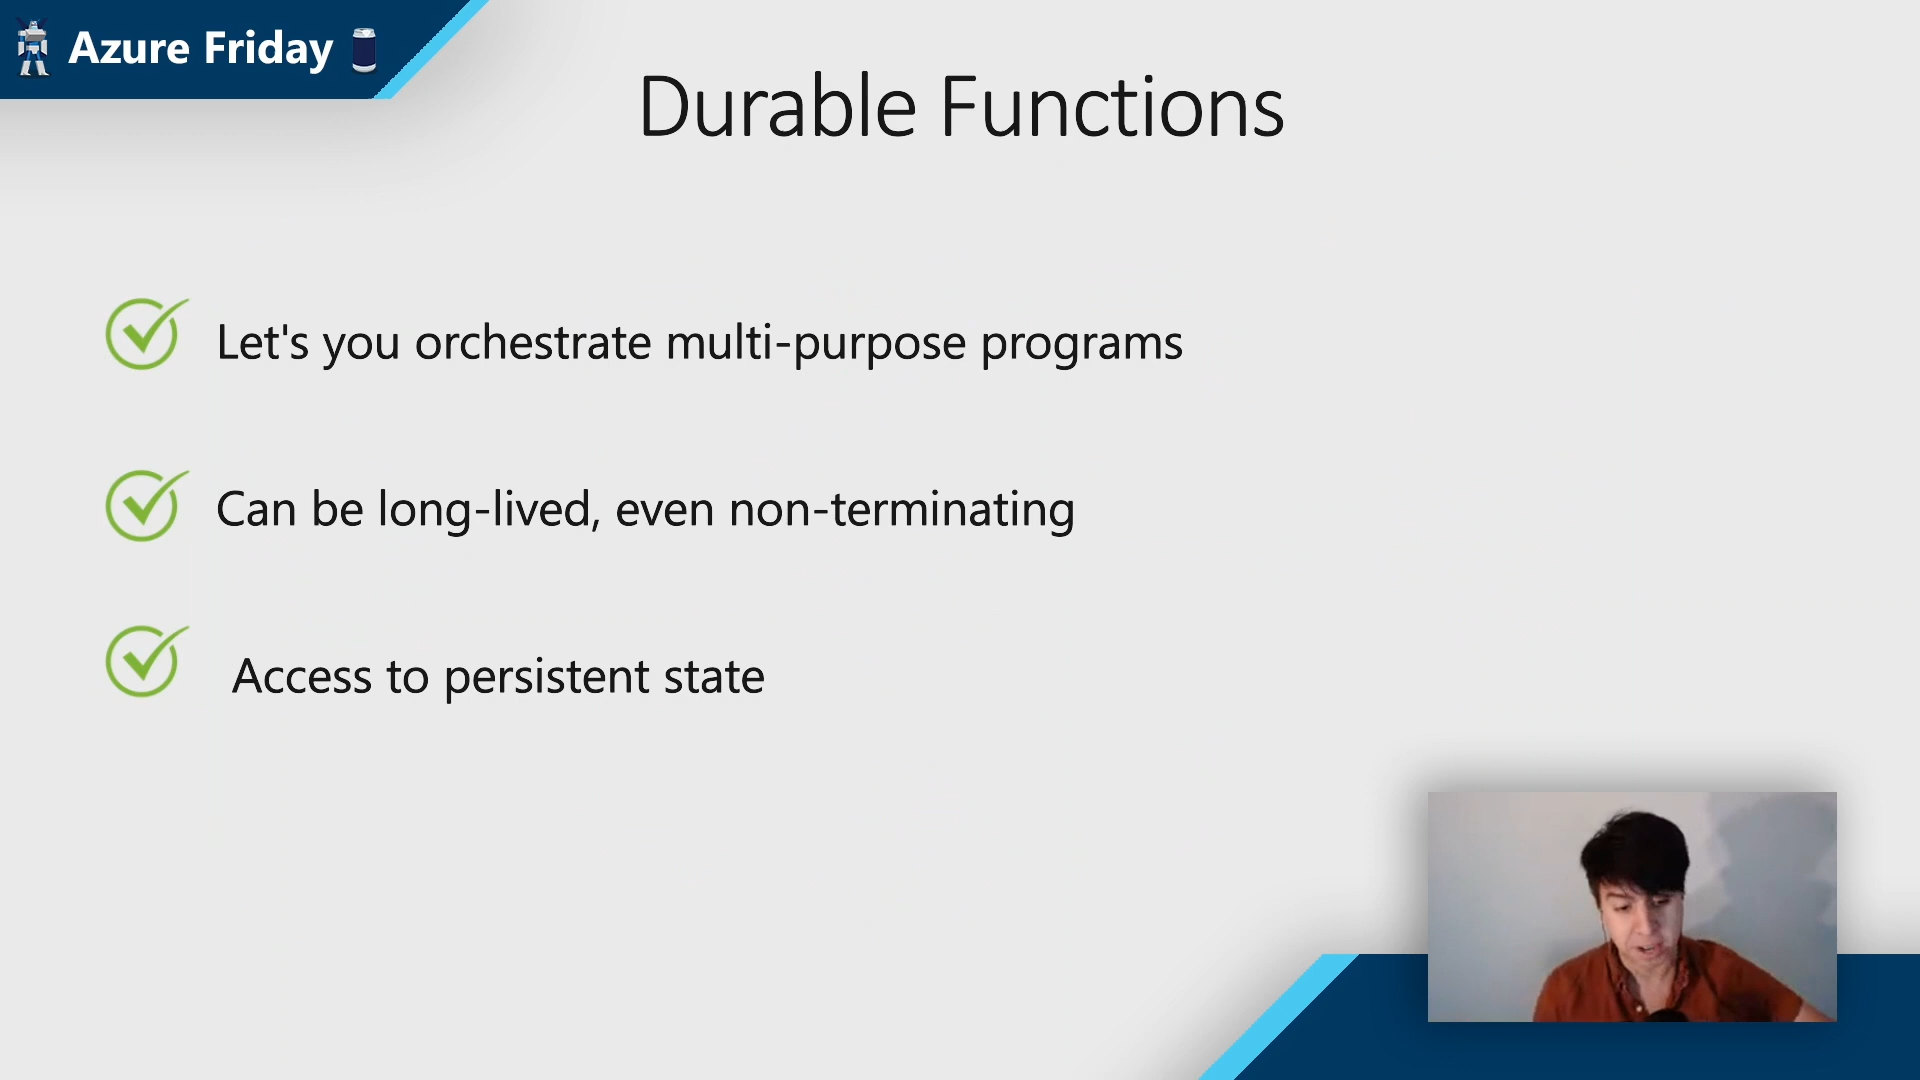 Azure Friday
Durable Functions
Let's you orchestrate multi-purpose programs
Can be long-lived, even non-terminating
Access to persistent state